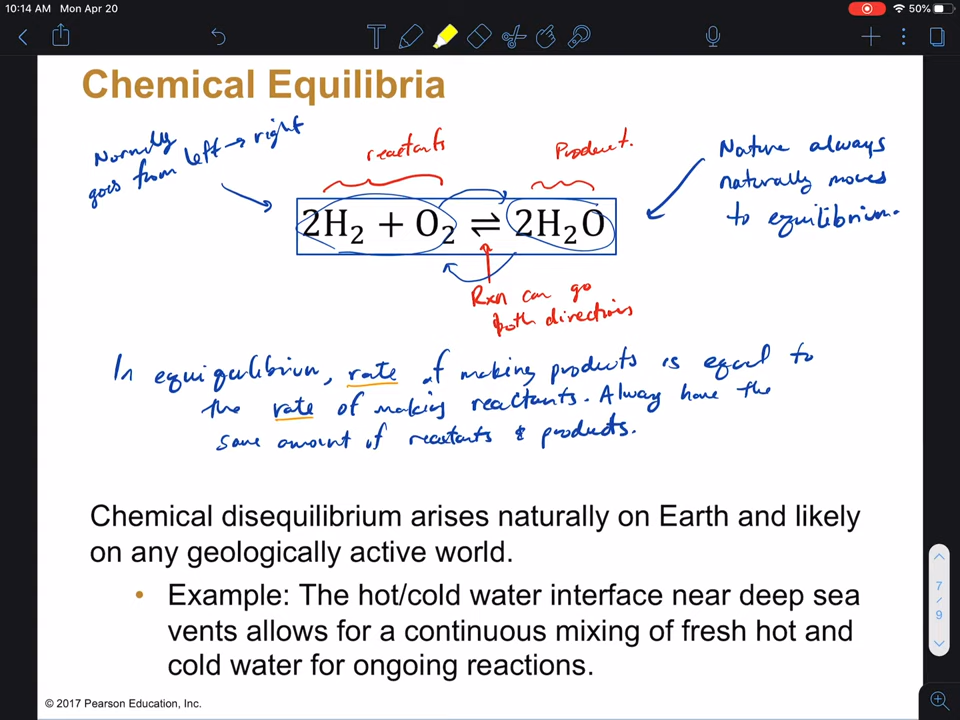 10:14 AM Mon Apr 20
50%
Chemical Equilibria
Normally
goes from left → right
reactants
Product.
Nature always
naturally moves
to equilibrium.
2H₂ + O₂ ⇌ 2H₂O
Rxn can go
both directions
In equiquilibrium, rate of making products is equal to
the rate of making reactants. Alway have the
same amount of reactants & products.
Chemical disequilibrium arises naturally on Earth and likely
on any geologically active world.
• Example: The hot/cold water interface near deep sea
vents allows for a continuous mixing of fresh hot and
cold water for ongoing reactions.
7
/
9
© 2017 Pearson Education, Inc.